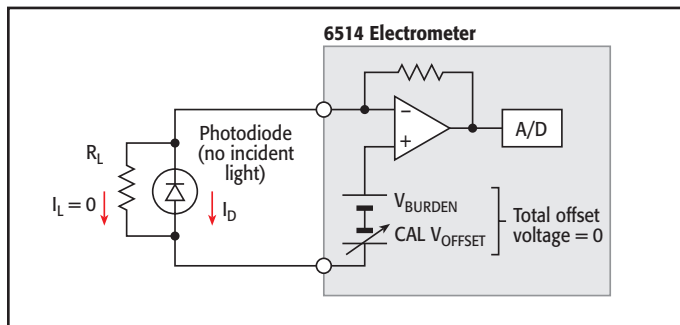 6514 Electrometer
Photodiode
(no incident
light)
R_L
I_L = 0
I_D
−
+
A/D
V_BURDEN
CAL V_OFFSET
Total offset
voltage = 0